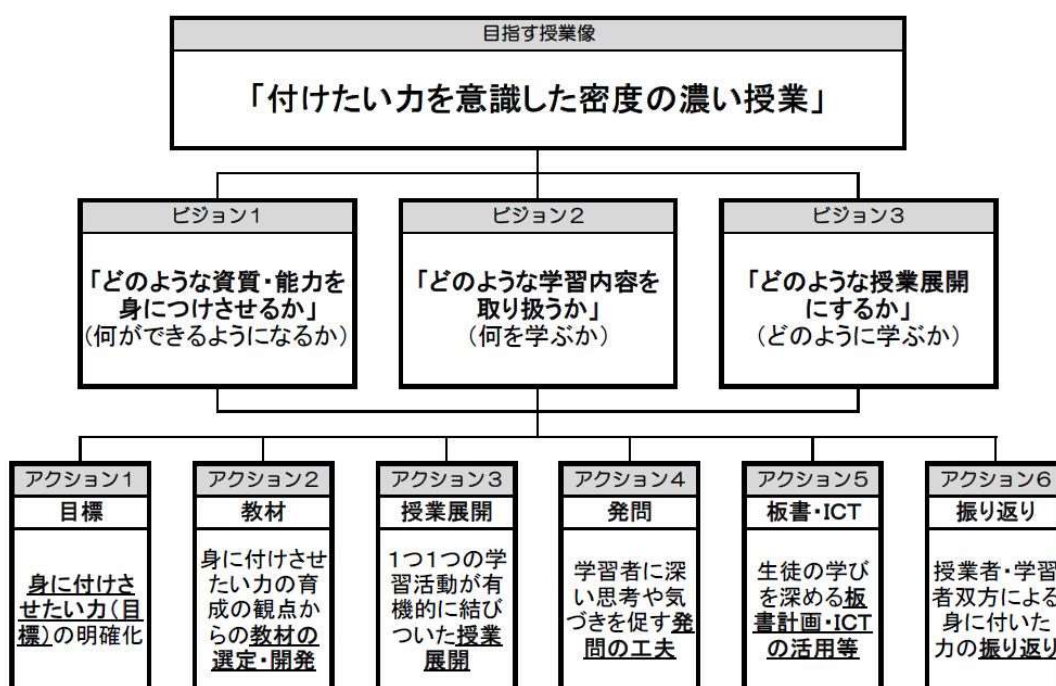 目指す授業像
「付けたい力を意識した密度の濃い授業」
ビジョン1
「どのような資質・能力を
身につけさせるか」
(何ができるようになるか)
ビジョン2
「どのような学習内容を
取り扱うか」
(何を学ぶか)
ビジョン3
「どのような授業展開
にするか」
(どのように学ぶか)
アクション1
目標
身に付けさ
せたい力(目
標)の明確化
アクション2
教材
身に付けさせ
たい力の育
成の観点か
らの教材の
選定・開発
アクション3
授業展開
1つ1つの学
習活動が有
機的に結び
ついた授業
展開
アクション4
発問
学習者に深
い思考や気
づきを促す発
問の工夫
アクション5
板書・ICT
生徒の学び
を深める板
書計画・ICT
の活用等
アクション6
振り返り
授業者・学習
者双方による
身に付いた
力の振り返り